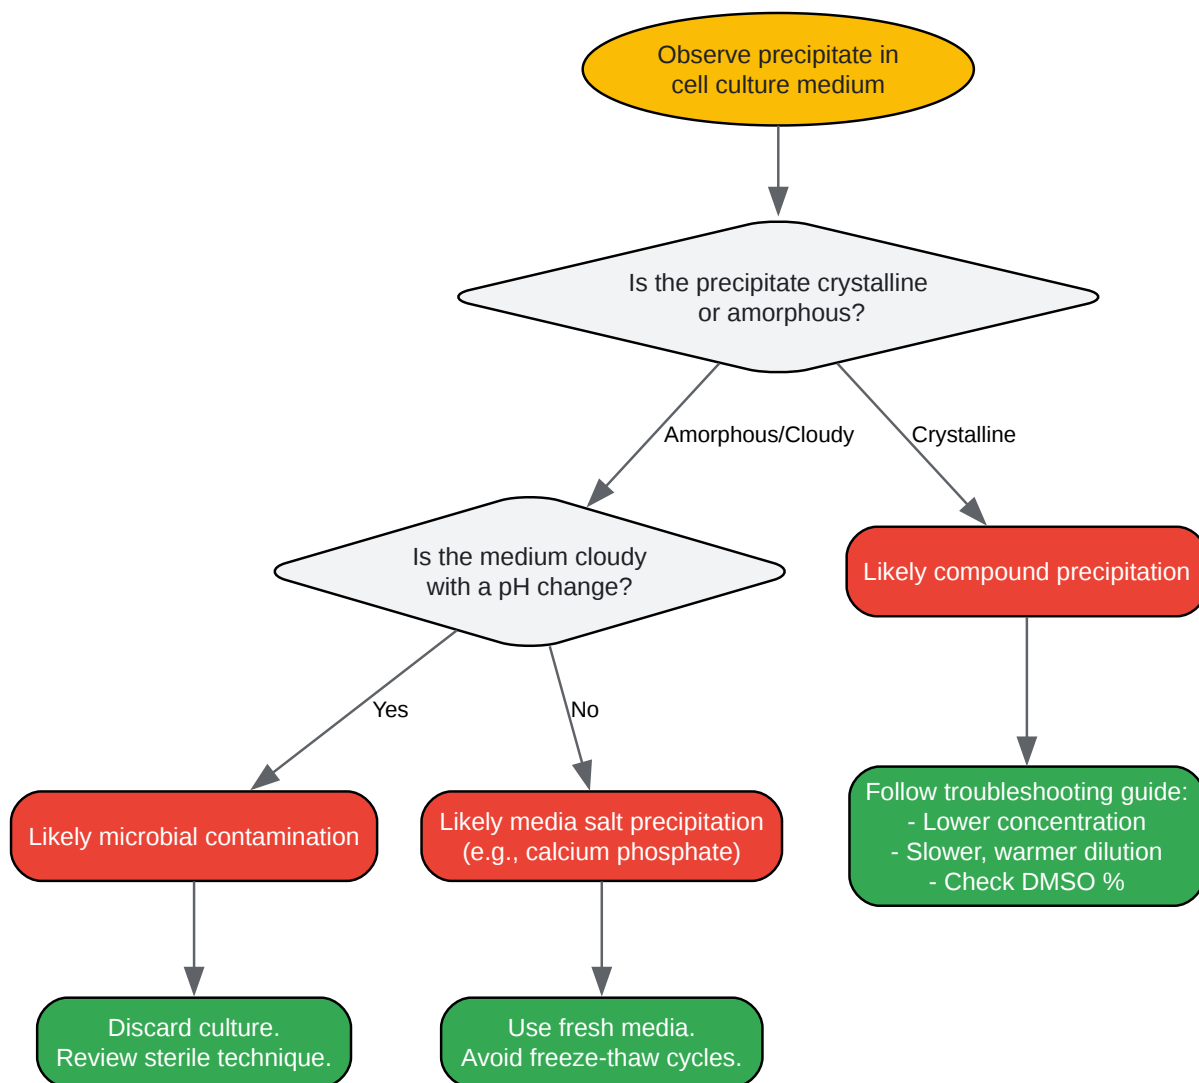 Observe precipitate in
cell culture medium
Is the precipitate crystalline
or amorphous?
Amorphous/Cloudy
Crystalline
Is the medium cloudy
with a pH change?
Likely compound precipitation
Yes
No
Likely microbial contamination
Likely media salt precipitation
(e.g., calcium phosphate)
Follow troubleshooting guide:
- Lower concentration
- Slower, warmer dilution
- Check DMSO %
Discard culture.
Review sterile technique.
Use fresh media.
Avoid freeze-thaw cycles.